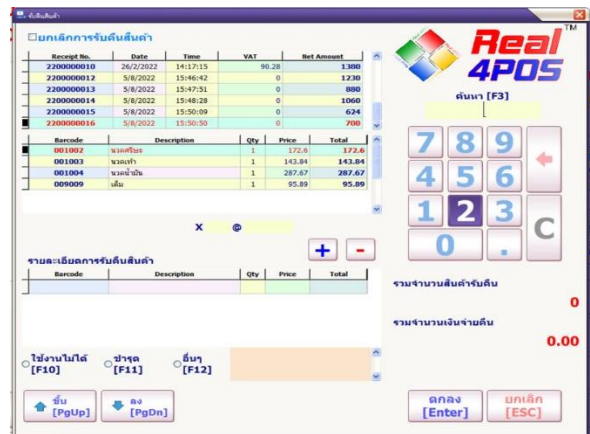 รับคืนสินค้า
ยกเลิกการรับคืนสินค้า
Receipt No. Date Time VAT Net Amount
2200000010 26/2/2022 14:17:15 90.28 1380
2200000012 5/8/2022 15:46:42 0 1230
2200000013 5/8/2022 15:47:51 0 880
2200000014 5/8/2022 15:48:28 0 1060
2200000015 5/8/2022 15:50:09 0 624
2200000016 5/8/2022 15:50:50 0 700
Real TM
4POS
ค้นหา [F3]
Barcode Description Qty Price Total
001002 นวดศรีษะ 1 172.6 172.6
001003 นวดเท้า 1 143.84 143.84
001004 นวดน้ำมัน 1 287.67 287.67
009009 เค็ม 1 95.89 95.89
7 8 9
4 5 6
1 2 3 C
0 .
X @
+ -
รายละเอียดการรับคืนสินค้า
Barcode Description Qty Price Total
รวมจำนวนสินค้ารับคืน
0
รวมจำนวนเงินจ่ายคืน
0.00
ใช้งานไม่ได้ [F10]
ชำรุด [F11]
อื่นๆ [F12]
ขึ้น [PgUp]
ลง [PgDn]
ตกลง [Enter]
ยกเลิก [ESC]